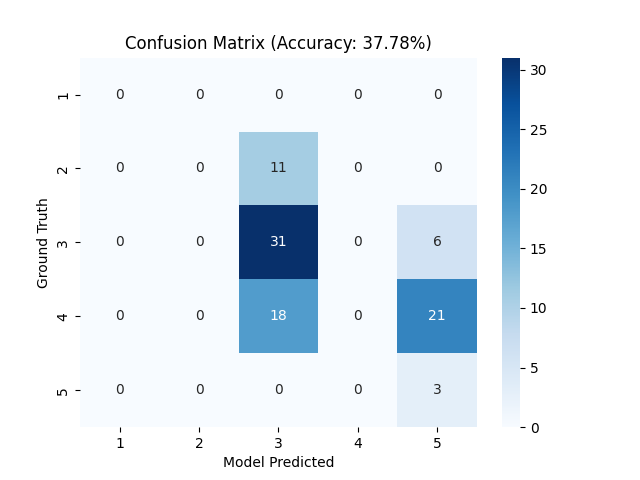 Confusion Matrix (Accuracy: 37.78%)
1 0 0 0 0 0
2 0 0 11 0 0
3 0 0 31 0 6
4 0 0 18 0 21
5 0 0 0 0 3
1 2 3 4 5
Model Predicted
Ground Truth
30
25
20
15
10
5
0